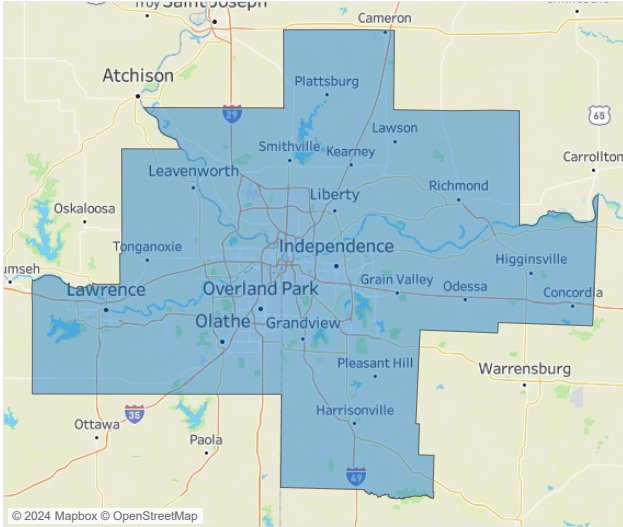 Troy
Saint Joseph
Cameron
Atchison
Plattsburg
29
65
Lawson
Smithville
Kearney
Carrollton
Leavenworth
Richmond
Liberty
Oskaloosa
Tonganoxie
Independence
Higginsville
umseh
Lawrence
Overland Park
Grain Valley
Odessa
Concordia
Olathe
Grandview
Pleasant Hill
Warrensburg
35
Harrisonville
Ottawa
Paola
49
© 2024 Mapbox © OpenStreetMap